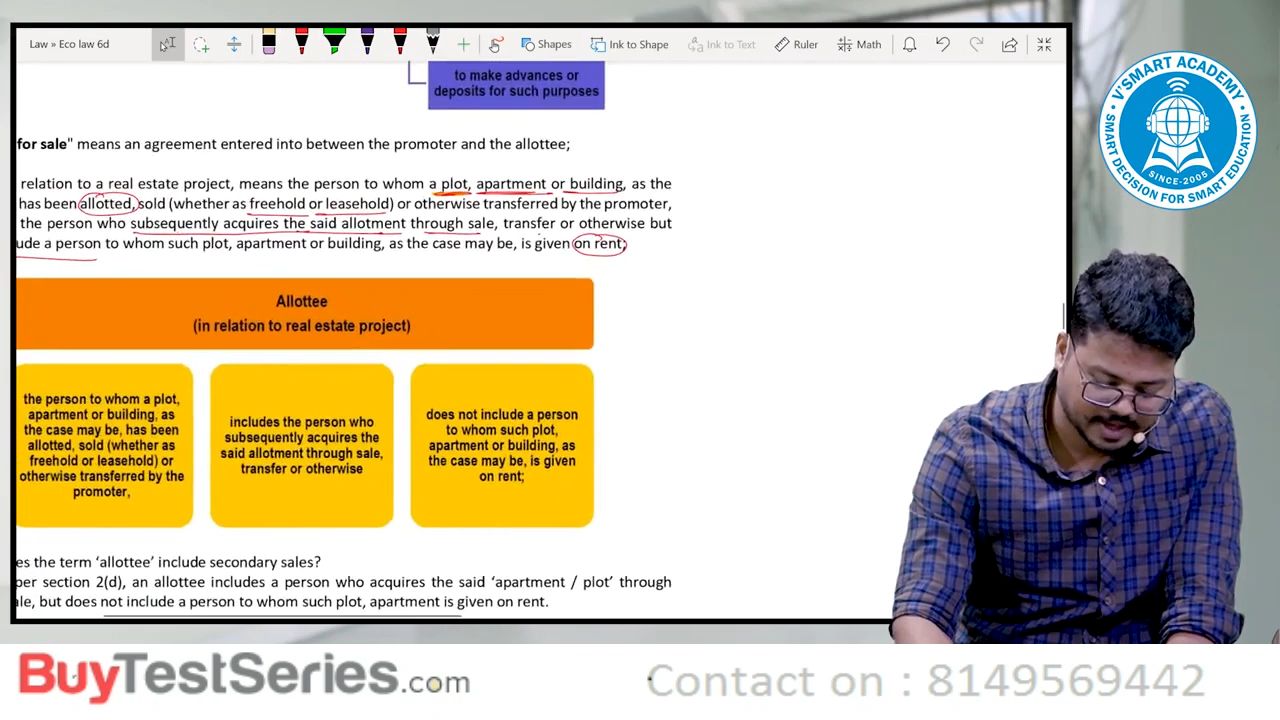 Law » Eco law 6d
Shapes
Ink to Shape
Ink to Text
Ruler
Math
to make advances or
deposits for such purposes
for sale" means an agreement entered into between the promoter and the allottee;
relation to a real estate project, means the person to whom a plot, apartment or building, as the
has been allotted, sold (whether as freehold or leasehold) or otherwise transferred by the promoter,
the person who subsequently acquires the said allotment through sale, transfer or otherwise but
ude a person to whom such plot, apartment or building, as the case may be, is given on rent;
Allottee
(in relation to real estate project)
the person to whom a plot,
apartment or building, as
the case may be, has been
allotted, sold (whether as
freehold or leasehold) or
otherwise transferred by the
promoter,
includes the person who
subsequently acquires the
said allotment through sale,
transfer or otherwise
does not include a person
to whom such plot,
apartment or building, as
the case may be, is given
on rent;
es the term ‘allottee’ include secondary sales?
per section 2(d), an allottee includes a person who acquires the said ‘apartment / plot’ through
ale, but does not include a person to whom such plot, apartment is given on rent.
V'SMART ACADEMY
SMART DECISION FOR SMART EDUCATION
SINCE-2005
BuyTestSeries.com
Contact on : 8149569442